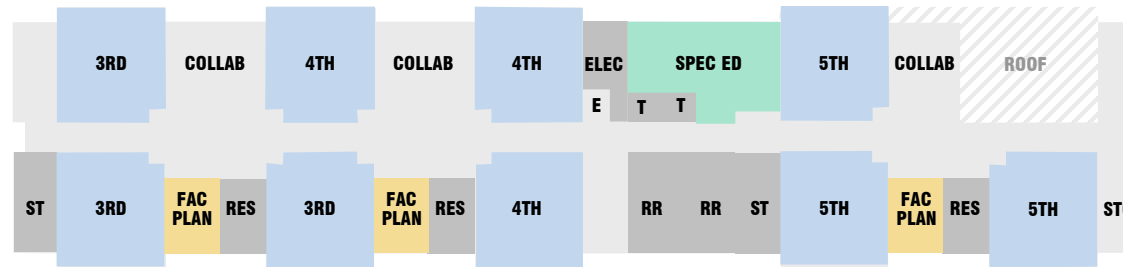 3RD
COLLAB
4TH
COLLAB
4TH
ELEC
SPEC ED
5TH
COLLAB
ROOF
E
T
T
ST
3RD
FAC
PLAN
RES
3RD
FAC
PLAN
RES
4TH
RR
RR
ST
5TH
FAC
PLAN
RES
5TH